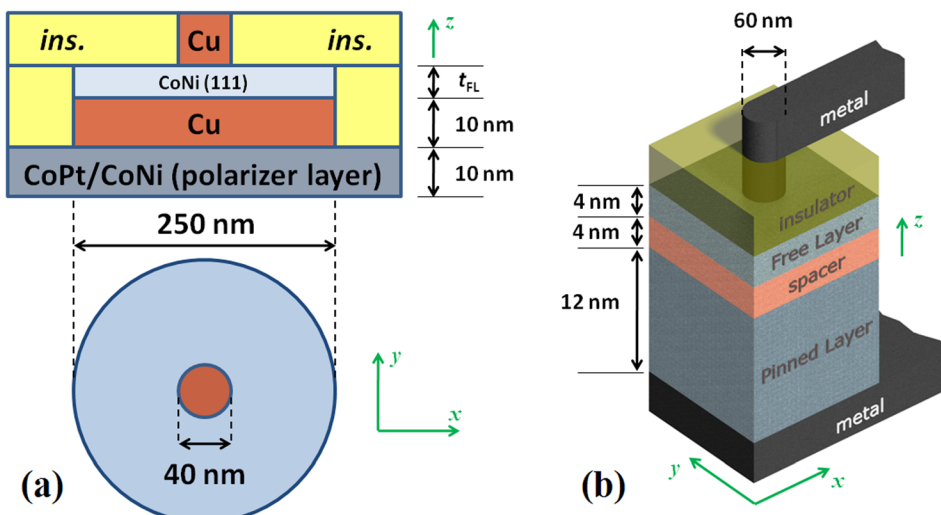 ins.
Cu
ins.
z
CoNi (111)
tFL
Cu
10 nm
CoPt/CoNi (polarizer layer)
10 nm
250 nm
y
x
40 nm
(a)
60 nm
metal
insulator
4 nm
Free Layer
z
4 nm
spacer
12 nm
Pinned Layer
metal
y
x
(b)